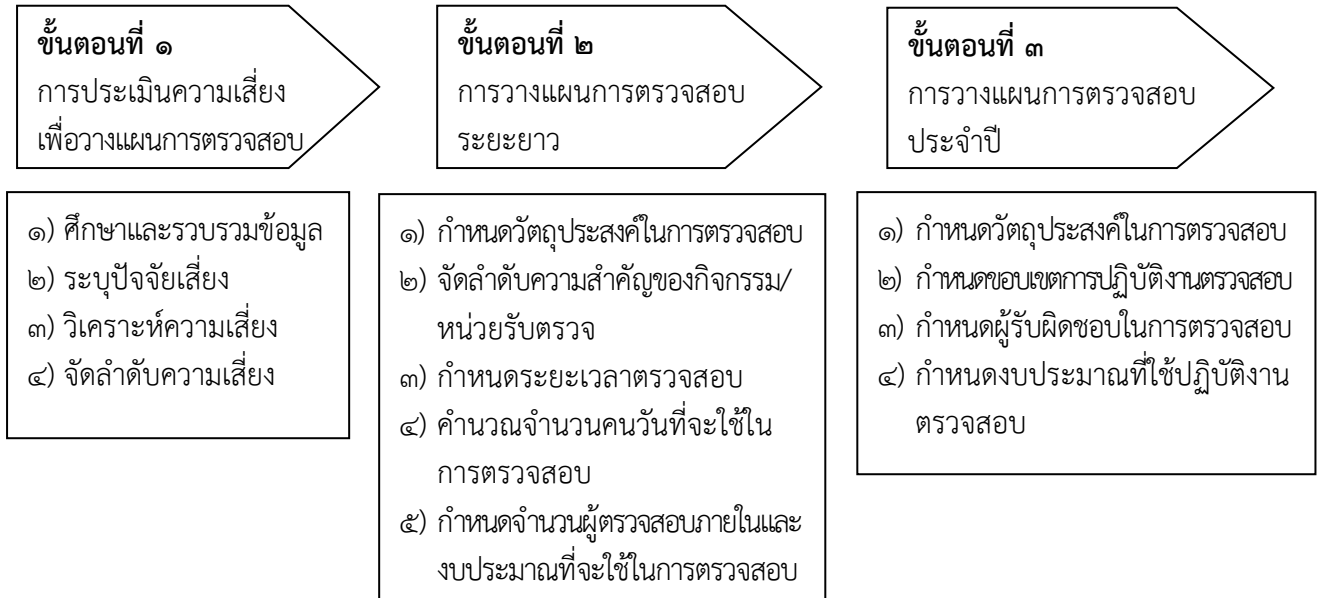 ขั้นตอนที่ ๑
การประเมินความเสี่ยง
เพื่อวางแผนการตรวจสอบ
ขั้นตอนที่ ๒
การวางแผนการตรวจสอบ
ระยะยาว
ขั้นตอนที่ ๓
การวางแผนการตรวจสอบ
ประจำปี
๑) ศึกษาและรวบรวมข้อมูล
๒) ระบุปัจจัยเสี่ยง
๓) วิเคราะห์ความเสี่ยง
๔) จัดลำดับความเสี่ยง
๑) กำหนดวัตถุประสงค์ในการตรวจสอบ
๒) จัดลำดับความสำคัญของกิจกรรม/
หน่วยรับตรวจ
๓) กำหนดระยะเวลาตรวจสอบ
๔) คำนวณจำนวนคนวันที่จะใช้ใน
การตรวจสอบ
๕) กำหนดจำนวนผู้ตรวจสอบภายในและ
งบประมาณที่จะใช้ในการตรวจสอบ
๑) กำหนดวัตถุประสงค์ในการตรวจสอบ
๒) กำหนดขอบเขตการปฏิบัติงานตรวจสอบ
๓) กำหนดผู้รับผิดชอบในการตรวจสอบ
๔) กำหนดงบประมาณที่ใช้ปฏิบัติงาน
ตรวจสอบ